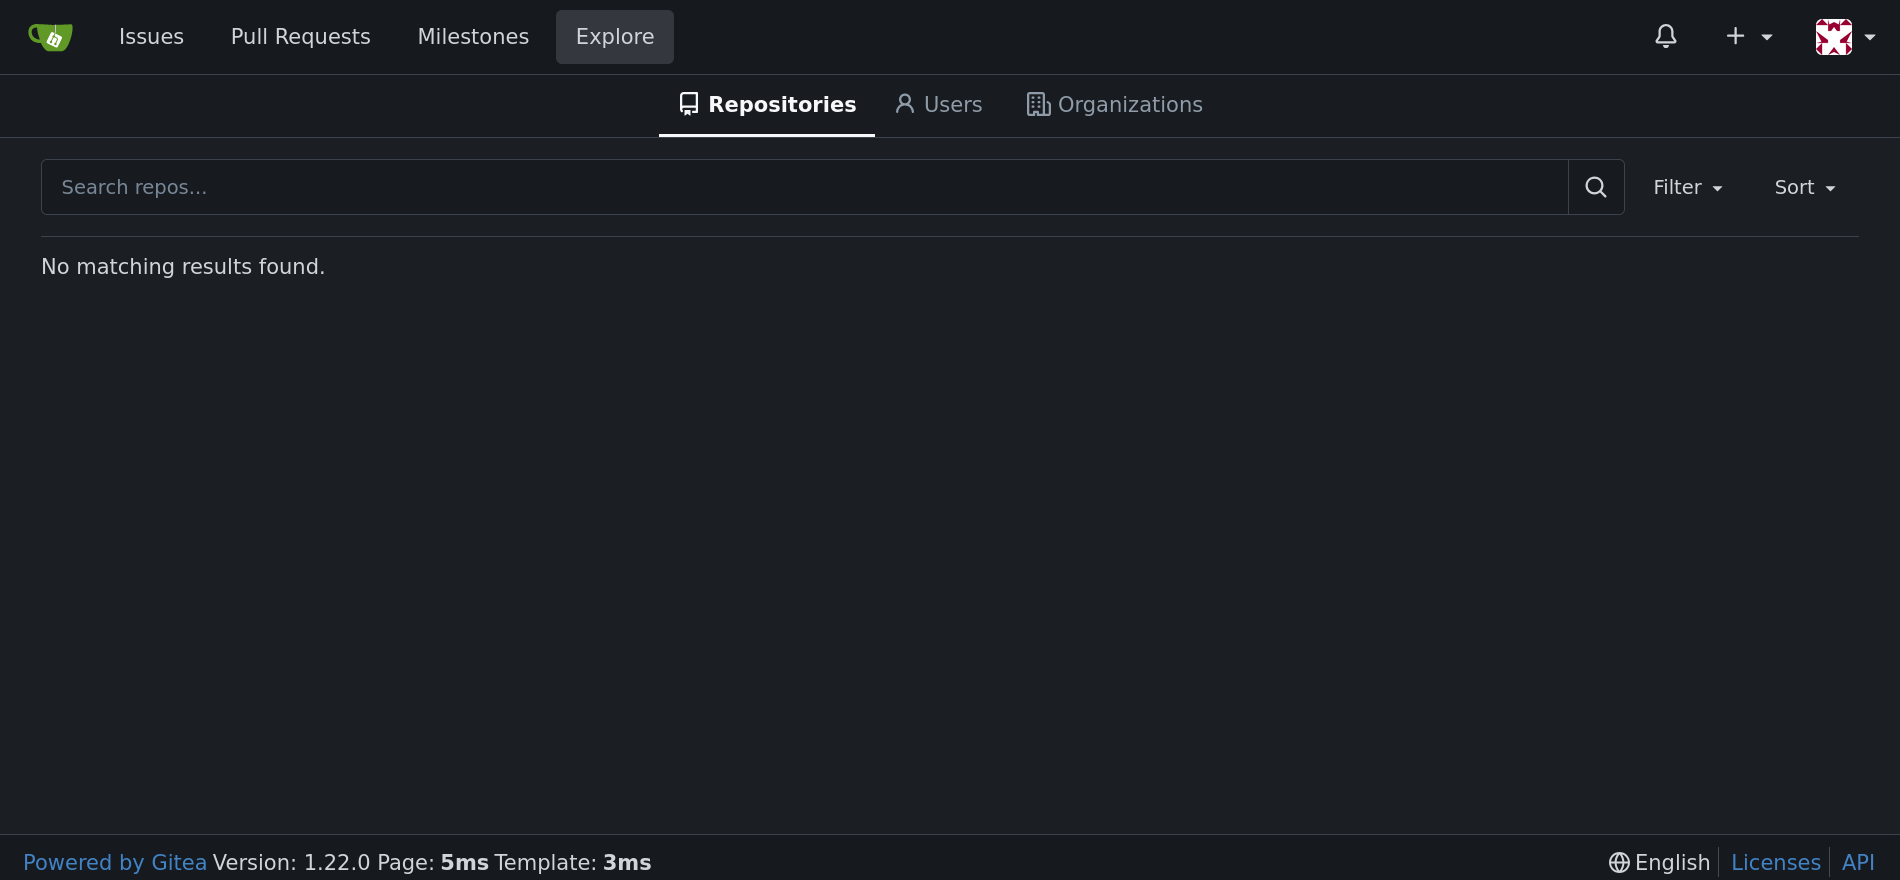 Issues Pull Requests Milestones Explore
Repositories Users Organizations
Search repos... Filter Sort
No matching results found.
Powered by Gitea Version: 1.22.0 Page: 5ms Template: 3ms English Licenses API